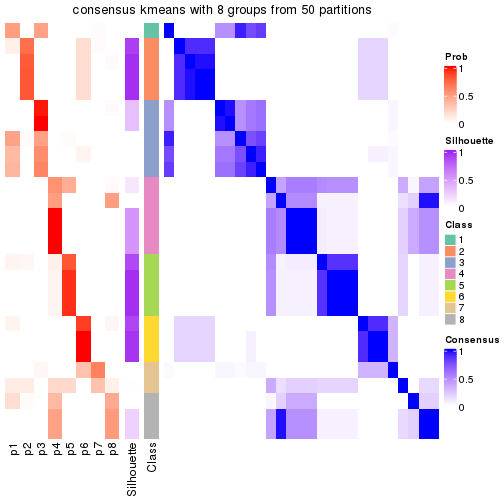 consensus kmeans with 8 groups from 50 partitions
Prob
1
0.5
0
Silhouette
1
0.5
0
Class
1
2
3
4
5
6
7
8
Consensus
1
0.5
0
p1
p2
p3
p4
p5
p6
p7
p8
Silhouette
Class